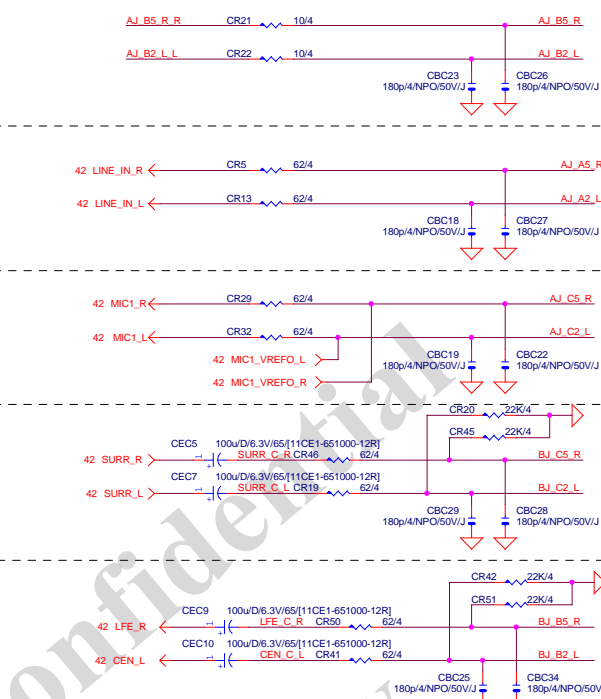 AJ_B5_R_R CR21 10/4 AJ_B5_R
AJ_B2_L_L CR22 10/4 AJ_B2_L
CBC23 CBC26
180p/4/NPO/50V/J 180p/4/NPO/50V/J
42 LINE_IN_R CR5 62/4 AJ_A5_R
42 LINE_IN_L CR13 62/4 AJ_A2_L
CBC18 CBC27
180p/4/NPO/50V/J 180p/4/NPO/50V/J
42 MIC1_R CR29 62/4 AJ_C5_R
42 MIC1_L CR32 62/4 AJ_C2_L
42 MIC1_VREFO_L
42 MIC1_VREFO_R
CBC19 CBC22
180p/4/NPO/50V/J 180p/4/NPO/50V/J
CR20 22K/4
CR45 22K/4
CEC5 100u/D/6.3V/65/[11CE1-651000-12R]
42 SURR_R 1 + SURR_C_R CR46 62/4 BJ_C5_R
CEC7 100u/D/6.3V/65/[11CE1-651000-12R]
42 SURR_L 1 + SURR_C_L CR19 62/4 BJ_C2_L
CBC29 CBC28
180p/4/NPO/50V/J 180p/4/NPO/50V/J
CR42 22K/4
CR51 22K/4
CEC9 100u/D/6.3V/65/[11CE1-651000-12R]
42 LFE_R 1 + LFE_C_R CR50 62/4 BJ_B5_R
CEC10 100u/D/6.3V/65/[11CE1-651000-12R]
42 CEN_L 1 + CEN_C_L CR41 62/4 BJ_B2_L
CBC25 CBC34
180p/4/NPO/50V/J 180p/4/NPO/50V
onfidential